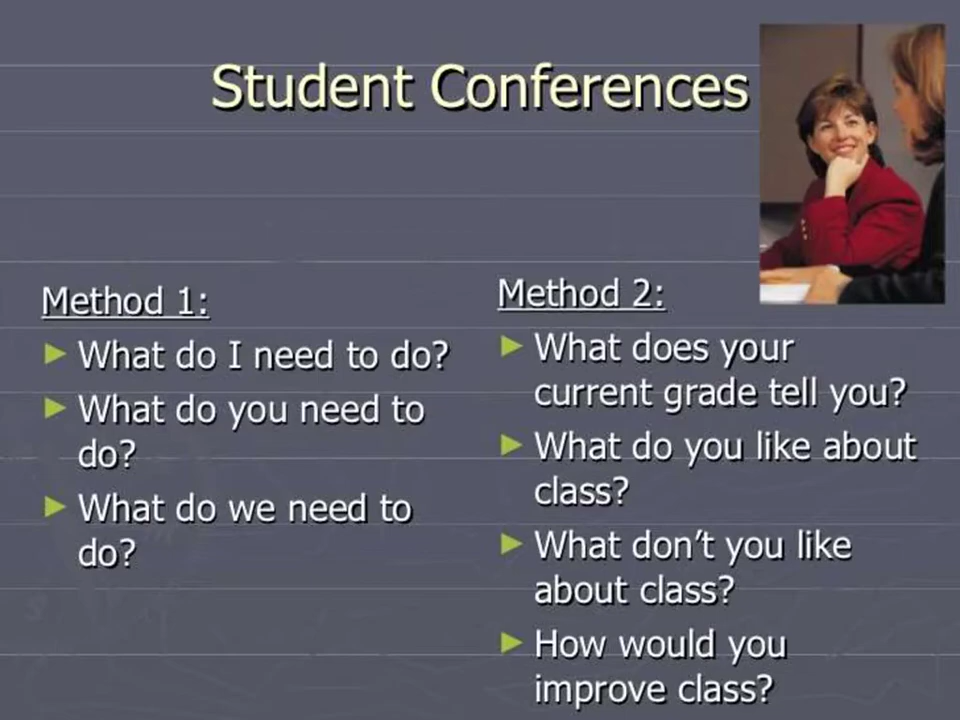 Student Conferences
Method 1:
► What do I need to do?
► What do you need to
do?
► What do we need to
do?
Method 2:
► What does your
current grade tell you?
► What do you like about
class?
► What don’t you like
about class?
► How would you
improve class?